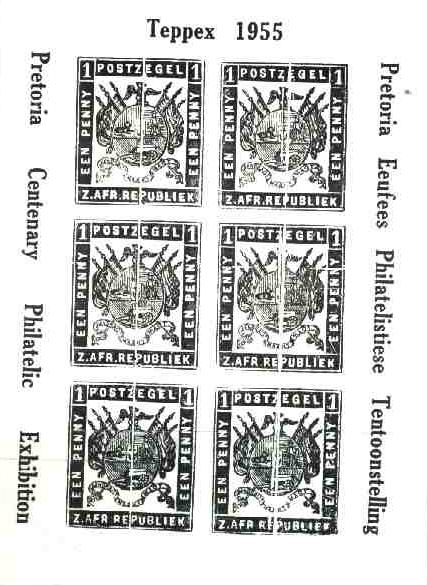 Teppex 1955
Pretoria Centenary Philatelic Exhibition
1 POSTZEGEL 1
EEN PENNY
EEN PENNY
Z.AFR.REPUBLIEK
1 POSTZEGEL 1
EEN PENNY
EEN PENNY
Z.AFR.REPUBLIEK
1 POSTZEGEL 1
EEN PENNY
EEN PENNY
Z.AFR.REPUBLIEK
1 POSTZEGEL 1
EEN PENNY
EEN PENNY
Z.AFR.REPUBLIEK
1 POSTZEGEL 1
EEN PENNY
EEN PENNY
Z.AFR REPUBLIEK
1 POSTZEGEL 1
EEN PENNY
EEN PENNY
Z.AFR.REPUBLIEK
Pretoria Eeufees Philatelistiese Tentoonstelling